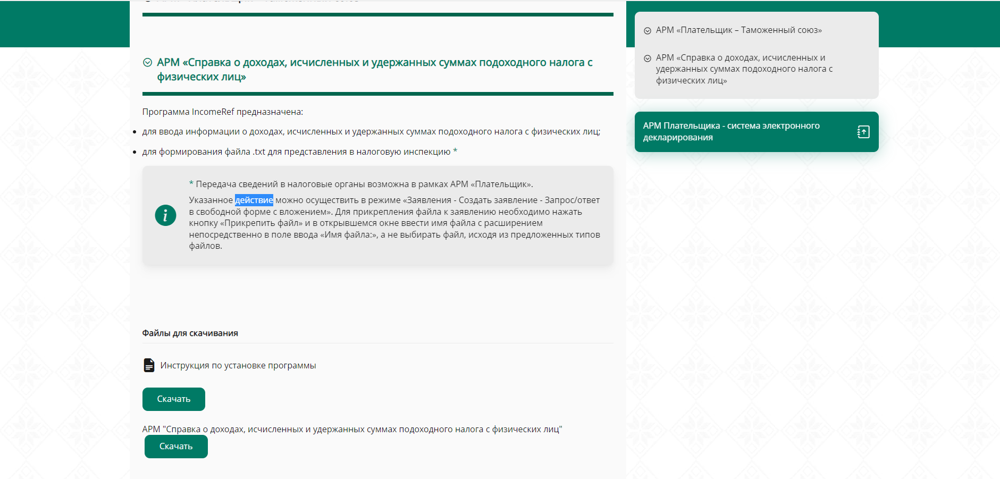 АРМ «Справка о доходах, исчисленных и удержанных суммах подоходного налога с
физических лиц»
Программа IncomeRef предназначена:
для ввода информации о доходах, исчисленных и удержанных суммах подоходного налога с физических лиц;
для формирования файла .txt для представления в налоговую инспекцию *
* Передача сведений в налоговые органы возможна в рамках АРМ «Плательщик».
Указанное действие можно осуществить в режиме «Заявления - Создать заявление - Запрос/ответ
в свободной форме с вложением». Для прикрепления файла к заявлению необходимо нажать
кнопку «Прикрепить файл» и в открывшемся окне ввести имя файла с расширением
непосредственно в поле ввода «Имя файла:», а не выбирать файл, исходя из предложенных типов
файлов.
Файлы для скачивания
Инструкция по установке программы
Скачать
АРМ "Справка о доходах, исчисленных и удержанных суммах подоходного налога с физических лиц"
Скачать
АРМ «Плательщик – Таможенный союз»
АРМ «Справка о доходах, исчисленных и
удержанных суммах подоходного налога с
физических лиц»
АРМ Плательщика - система электронного
декларирования